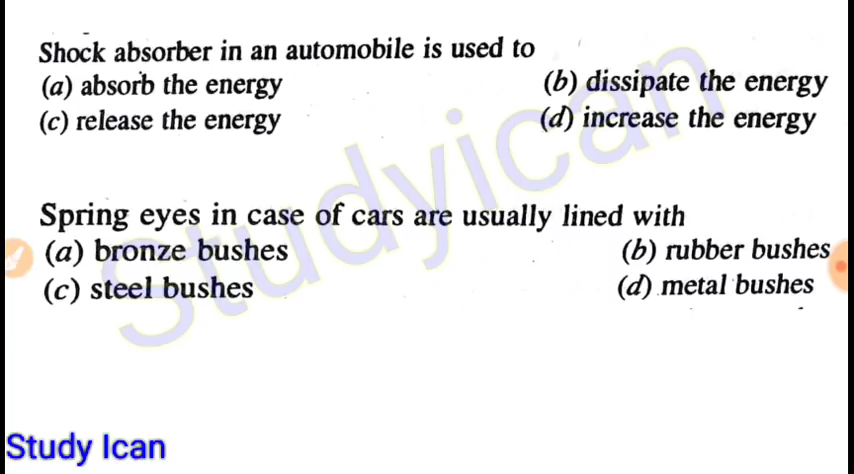 Shock absorber in an automobile is used to
(a) absorb the energy (b) dissipate the energy
(c) release the energy (d) increase the energy
Spring eyes in case of cars are usually lined with
(a) bronze bushes (b) rubber bushes
(c) steel bushes (d) metal bushes
Studyican
Study Ican